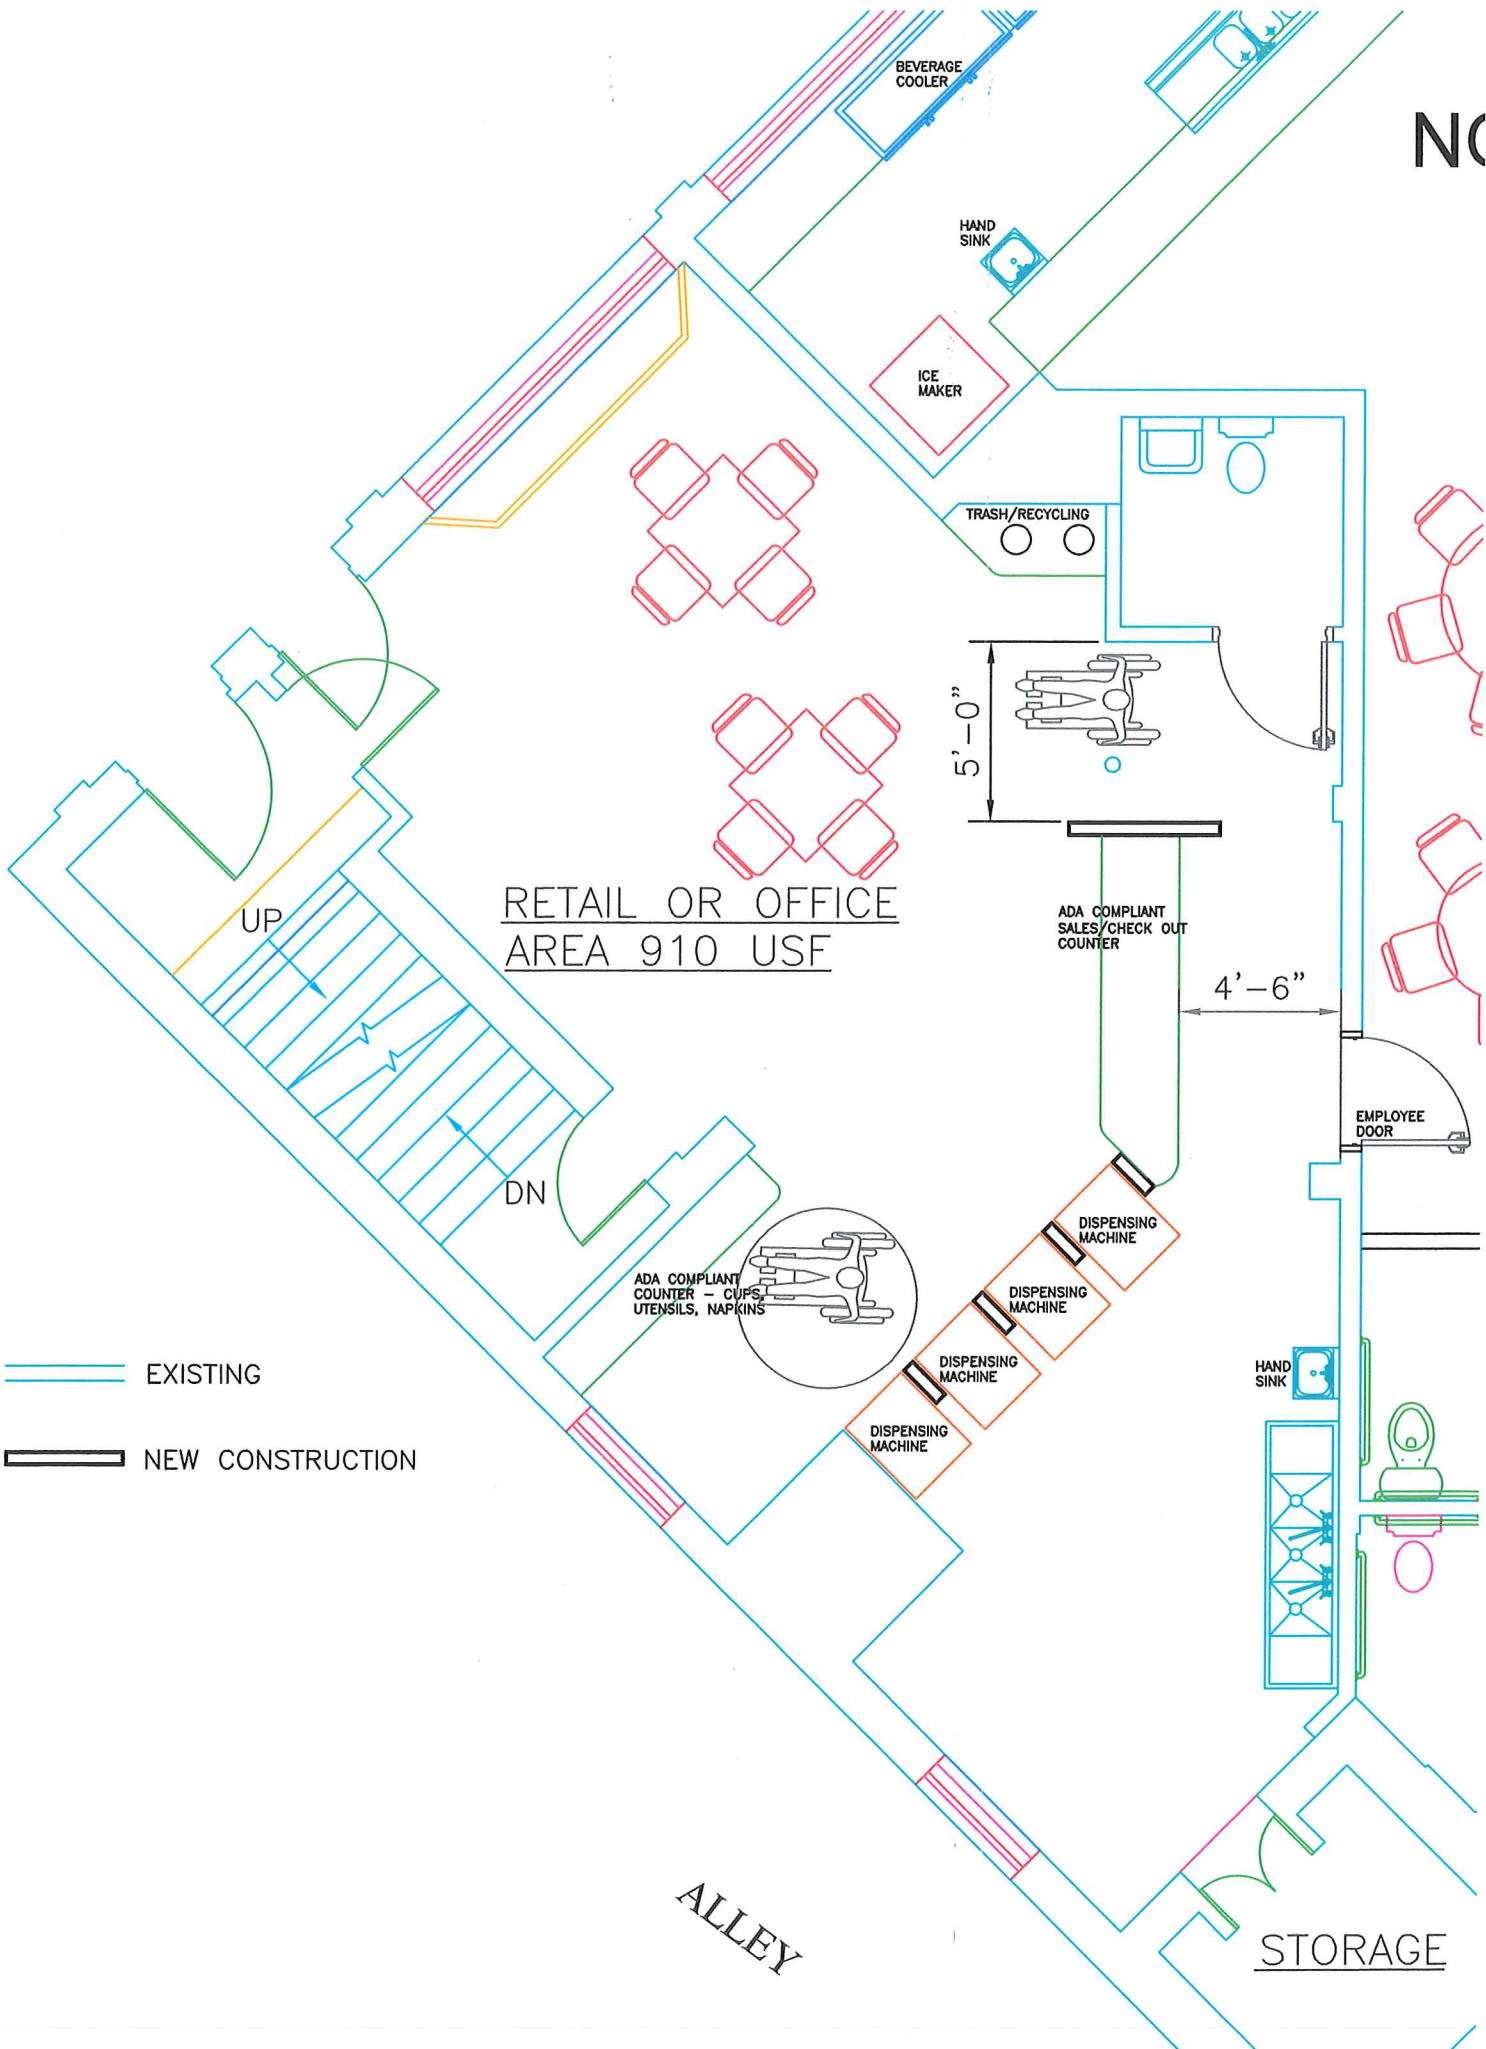 BEVERAGE
COOLER
HAND
SINK
ICE
MAKER
TRASH/RECYCLING
5'-0"
RETAIL OR OFFICE
AREA 910 USF
UP
ADA COMPLIANT
SALES/CHECK OUT
COUNTER
4'-6"
EMPLOYEE
DOOR
DN
DISPENSING
MACHINE
ADA COMPLIANT
COUNTER - CUPS,
UTENSILS, NAPKINS
DISPENSING
MACHINE
DISPENSING
MACHINE
HAND
SINK
DISPENSING
MACHINE
EXISTING
NEW CONSTRUCTION
ALLEY
STORAGE